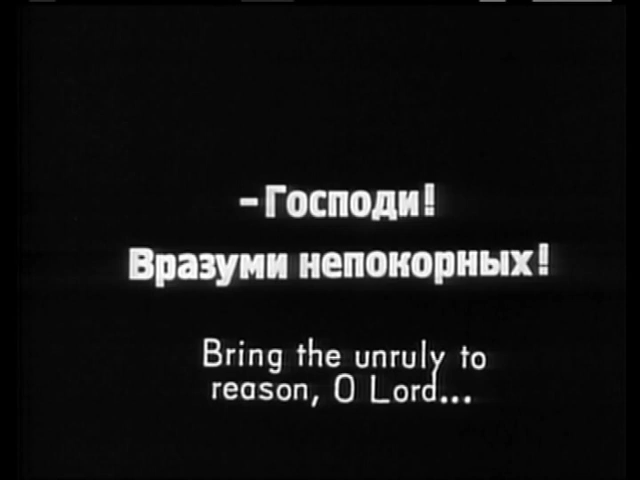 –Господи!
Вразуми непокорных!
Bring the unruly to
reason, O Lord...